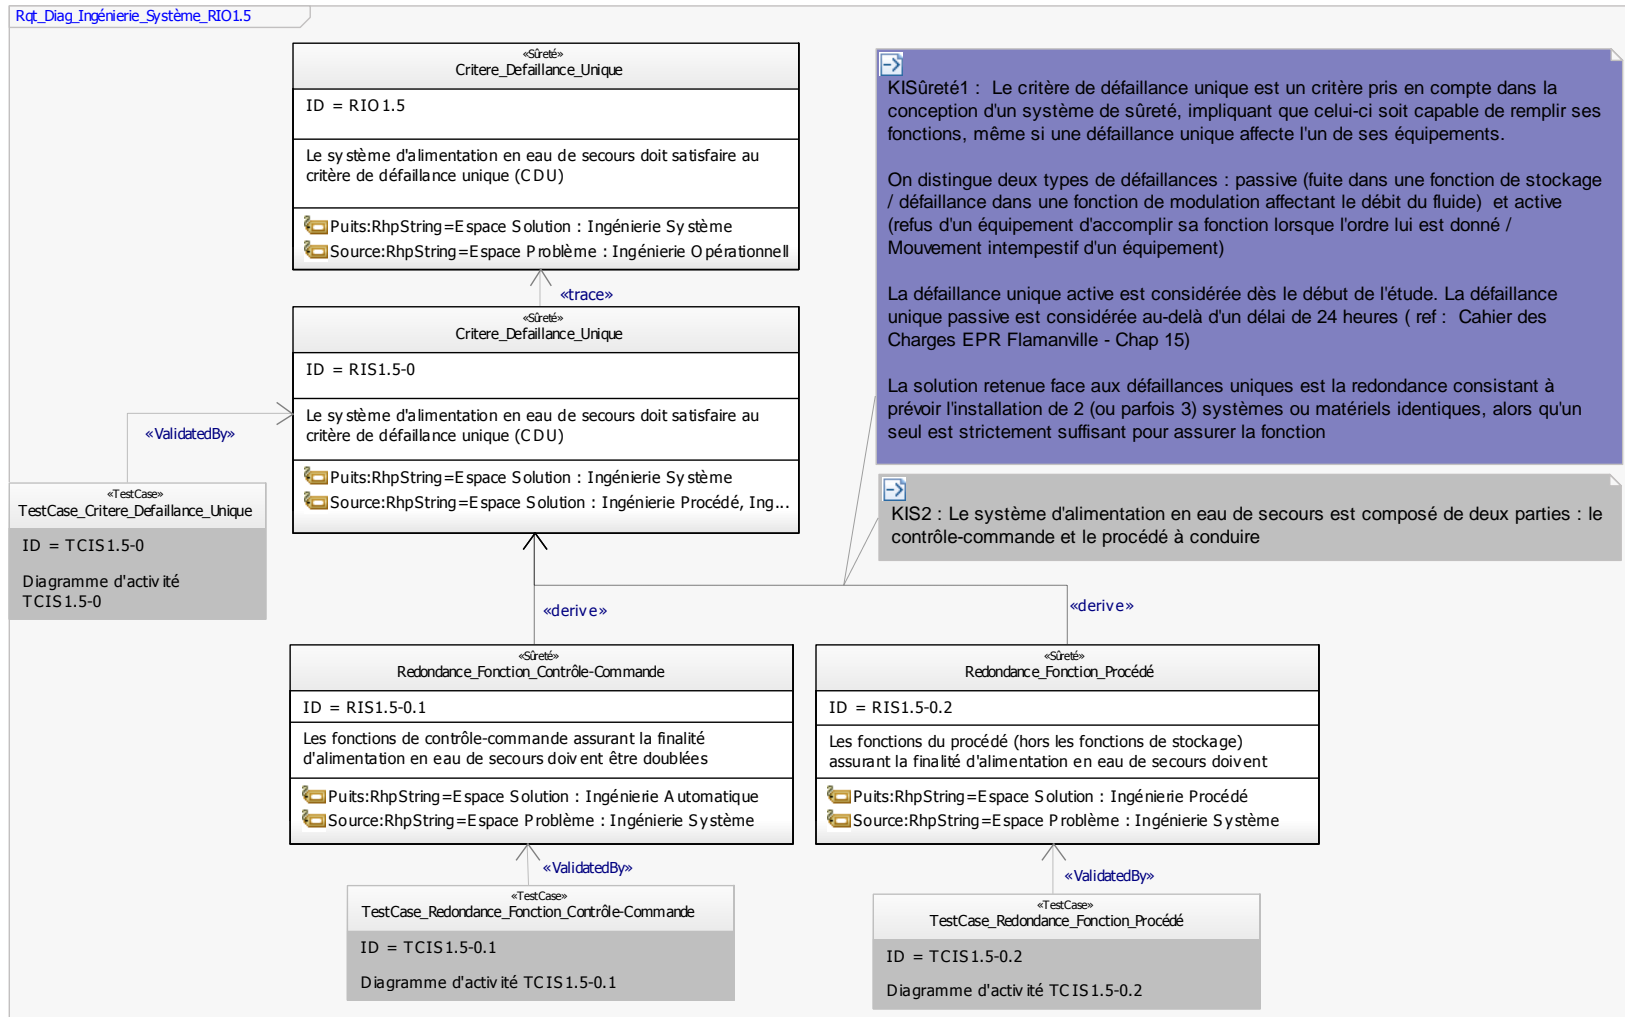 Rqt_Diag_Ingénierie_Système_RIO1.5
«Sûreté»
Critere_Defaillance_Unique
ID = RIO1.5
Le système d'alimentation en eau de secours doit satisfaire au
critère de défaillance unique (CDU)
Puits:RhpString=Espace Solution : Ingénierie Système
Source:RhpString=Espace Problème : Ingénierie Opérationnell
«trace»
«Sûreté»
Critere_Defaillance_Unique
ID = RIS1.5-0
Le système d'alimentation en eau de secours doit satisfaire au
critère de défaillance unique (CDU)
Puits:RhpString=Espace Solution : Ingénierie Système
Source:RhpString=Espace Solution : Ingénierie Procédé, Ing...
«ValidatedBy»
«TestCase»
TestCase_Critere_Defaillance_Unique
ID = TCIS1.5-0
Diagramme d'activité
TCIS1.5-0
KISûreté1 : Le critère de défaillance unique est un critère pris en compte dans la
conception d'un système de sûreté, impliquant que celui-ci soit capable de remplir ses
fonctions, même si une défaillance unique affecte l'un de ses équipements.
On distingue deux types de défaillances : passive (fuite dans une fonction de stockage
/ défaillance dans une fonction de modulation affectant le débit du fluide) et active
(refus d'un équipement d'accomplir sa fonction lorsque l'ordre lui est donné /
Mouvement intempestif d'un équipement)
La défaillance unique active est considérée dès le début de l'étude. La défaillance
unique passive est considérée au-delà d'un délai de 24 heures ( ref : Cahier des
Charges EPR Flamanville - Chap 15)
La solution retenue face aux défaillances uniques est la redondance consistant à
prévoir l'installation de 2 (ou parfois 3) systèmes ou matériels identiques, alors qu'un
seul est strictement suffisant pour assurer la fonction
KIS2 : Le système d'alimentation en eau de secours est composé de deux parties : le
contrôle-commande et le procédé à conduire
«derive»
«derive»
«Sûreté»
Redondance_Fonction_Contrôle-Commande
ID = RIS1.5-0.1
Les fonctions de contrôle-commande assurant la finalité
d'alimentation en eau de secours doivent être doublées
Puits:RhpString=Espace Solution : Ingénierie Automatique
Source:RhpString=Espace Problème : Ingénierie Système
«Sûreté»
Redondance_Fonction_Procédé
ID = RIS1.5-0.2
Les fonctions du procédé (hors les fonctions de stockage)
assurant la finalité d'alimentation en eau de secours doivent
Puits:RhpString=Espace Solution : Ingénierie Procédé
Source:RhpString=Espace Problème : Ingénierie Système
«ValidatedBy»
«TestCase»
TestCase_Redondance_Fonction_Contrôle-Commande
ID = TCIS1.5-0.1
Diagramme d'activité TCIS1.5-0.1
«ValidatedBy»
«TestCase»
TestCase_Redondance_Fonction_Procédé
ID = TCIS1.5-0.2
Diagramme d'activité TCIS1.5-0.2